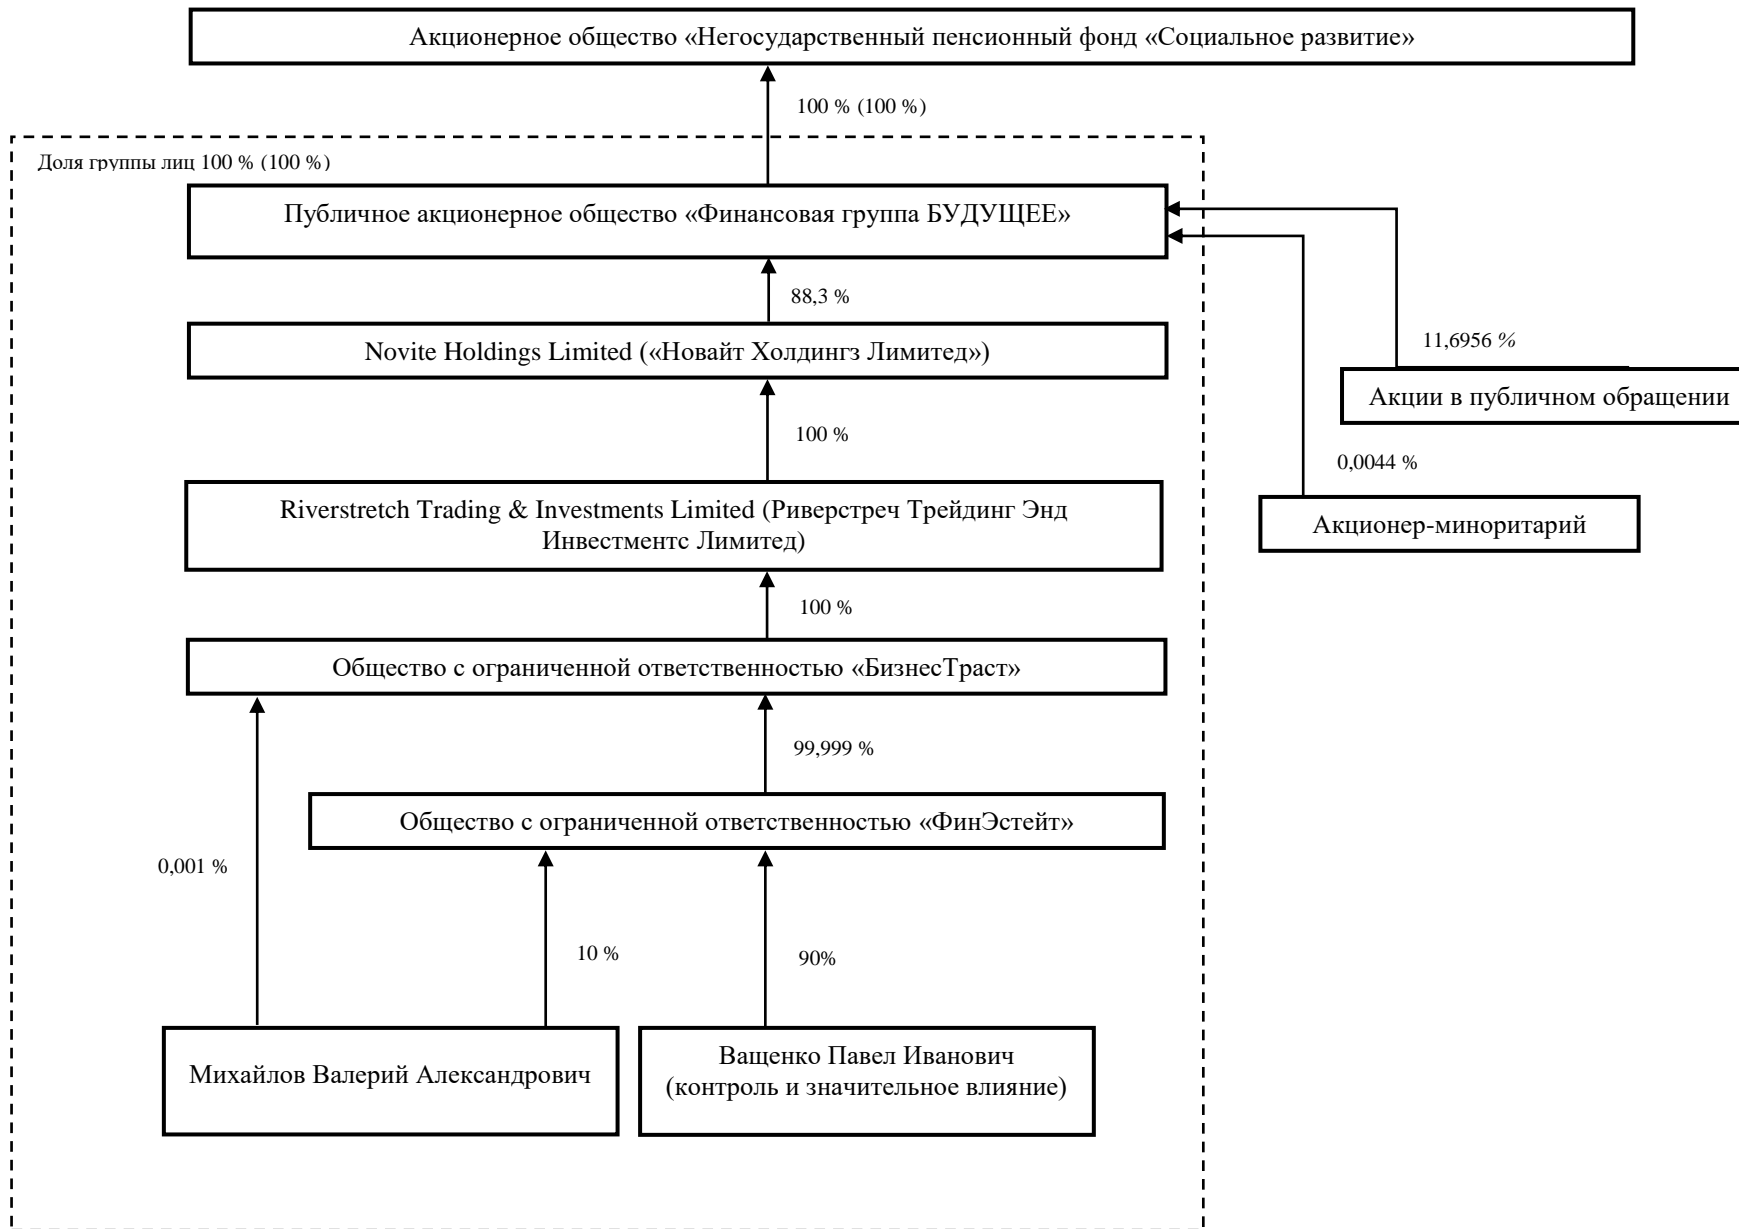 Акционерное общество «Негосударственный пенсионный фонд «Социальное развитие»
100 % (100 %)
Доля группы лиц 100 % (100 %)
Публичное акционерное общество «Финансовая группа БУДУЩЕЕ»
88,3 %
Novite Holdings Limited («Новайт Холдингз Лимитед»)
11,6956 %
Акции в публичном обращении
100 %
0,0044 %
Riverstretch Trading & Investments Limited (Риверстреч Трейдинг Энд
Инвестментс Лимитед)
Акционер-миноритарий
100 %
Общество с ограниченной ответственностью «БизнесТраст»
99,999 %
Общество с ограниченной ответственностью «ФинЭстейт»
0,001 %
10 %
90%
Михайлов Валерий Александрович
Ващенко Павел Иванович
(контроль и значительное влияние)